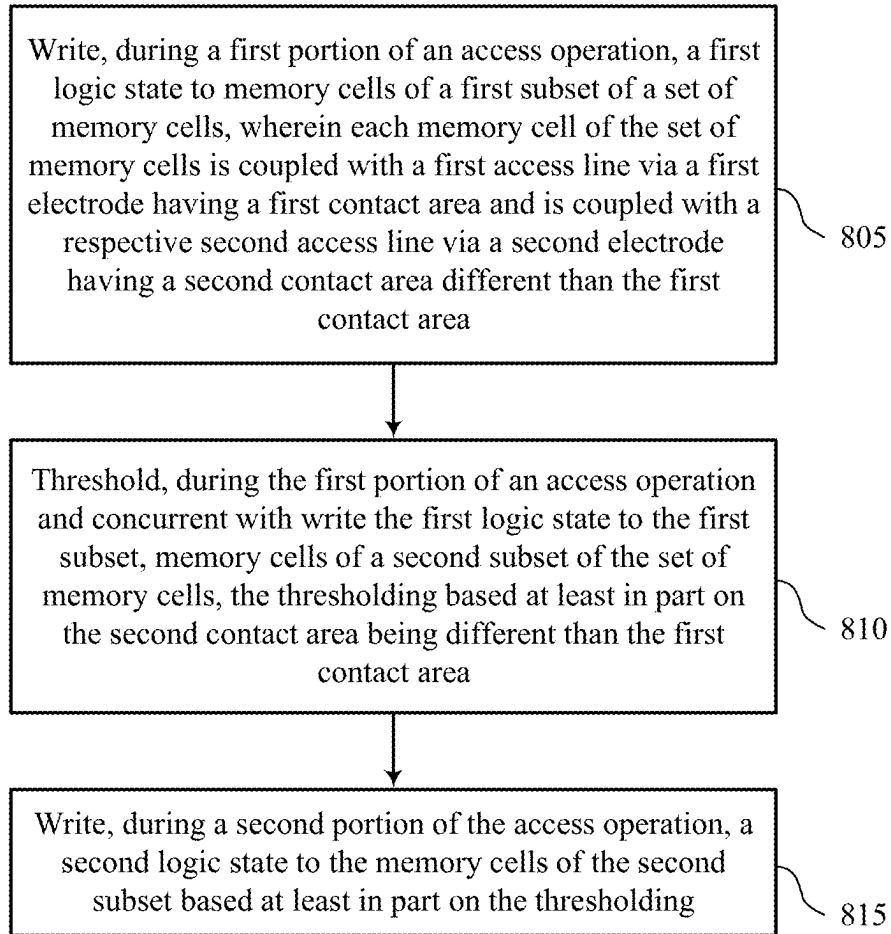 Write, during a first portion of an access operation, a first
logic state to memory cells of a first subset of a set of
memory cells, wherein each memory cell of the set of
memory cells is coupled with a first access line via a first
electrode having a first contact area and is coupled with a
respective second access line via a second electrode
having a second contact area different than the first
contact area
805
Threshold, during the first portion of an access operation
and concurrent with write the first logic state to the first
subset, memory cells of a second subset of the set of
memory cells, the thresholding based at least in part on
the second contact area being different than the first
contact area
810
Write, during a second portion of the access operation, a
second logic state to the memory cells of the second
subset based at least in part on the thresholding
815